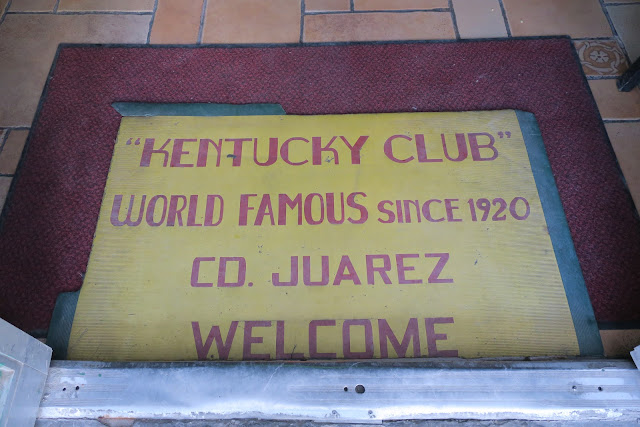 "KENTUCKY CLUB"
WORLD FAMOUS SINCE 1920
CD. JUAREZ
WELCOME